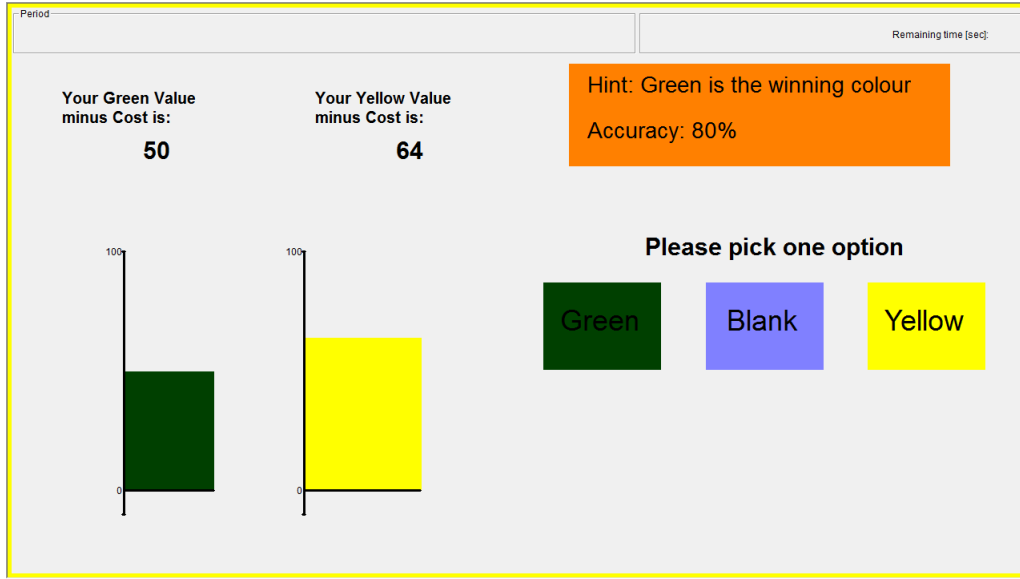 Period
Remaining time [sec]:
Your Green Value
minus Cost is:
50
Your Yellow Value
minus Cost is:
64
Hint: Green is the winning colour
Accuracy: 80%
100
0
100
0
Please pick one option
Green
Blank
Yellow